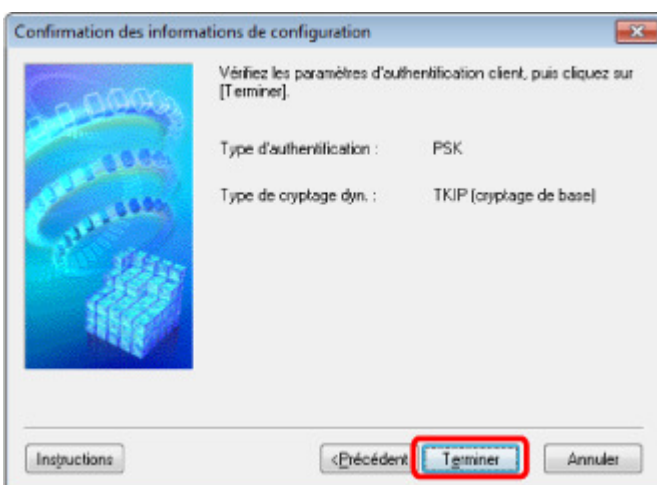 Confirmation des informations de configuration
Vérifiez les paramètres d'authentification client, puis cliquez sur
[Terminer].
Type d'authentification : PSK
Type de cryptage dyn. : TKIP (cryptage de base)
Instructions <Précédent Terminer Annuler